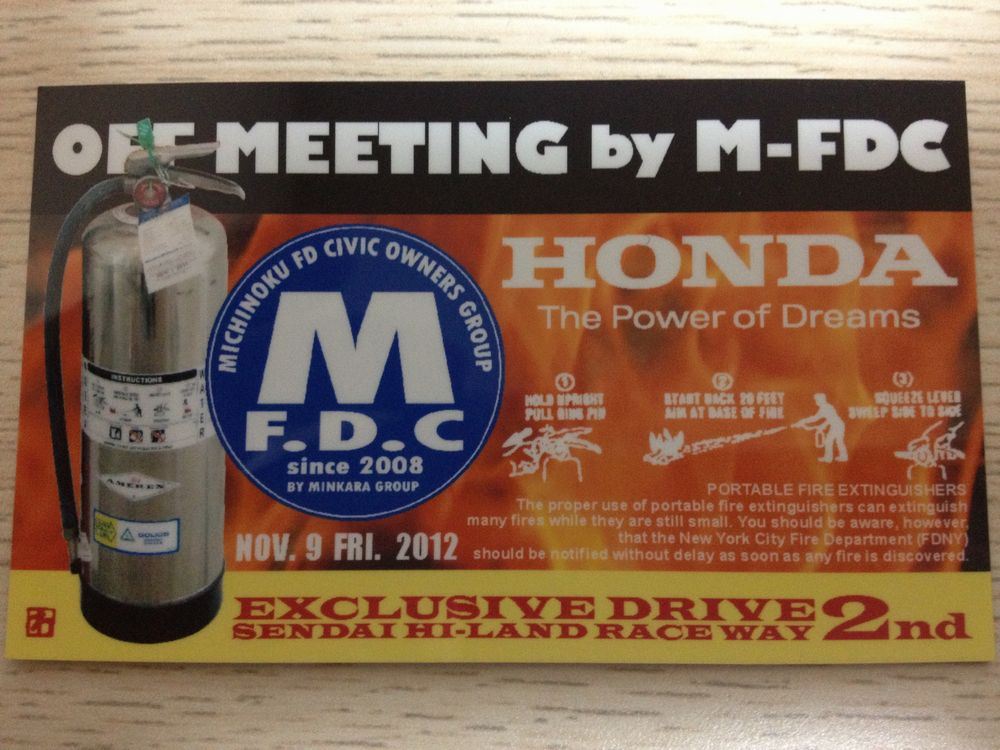 OFF MEETING by M-FDC
MICHINOKU FD CIVIC OWNERS GROUP
M
F.D.C
since 2008
BY MINKARA GROUP
HONDA
The Power of Dreams
INSTRUCTIONS
WATER
AMEREX
(1)
HOLD UPRIGHT
PULL RING PIN
(2)
START BACK 20 FEET
AIM AT BASE OF FIRE
(3)
SQUEEZE LEVER
SWEEP SIDE TO SIDE
PORTABLE FIRE EXTINGUISHERS
The proper use of portable fire extinguishers can extinguish
many fires while they are still small. You should be aware, however,
that the New York City Fire Department (FDNY)
should be notified without delay as soon as any fire is discovered.
NOV. 9 FRI. 2012
EXCLUSIVE DRIVE 2nd
SENDAI HI-LAND RACE WAY